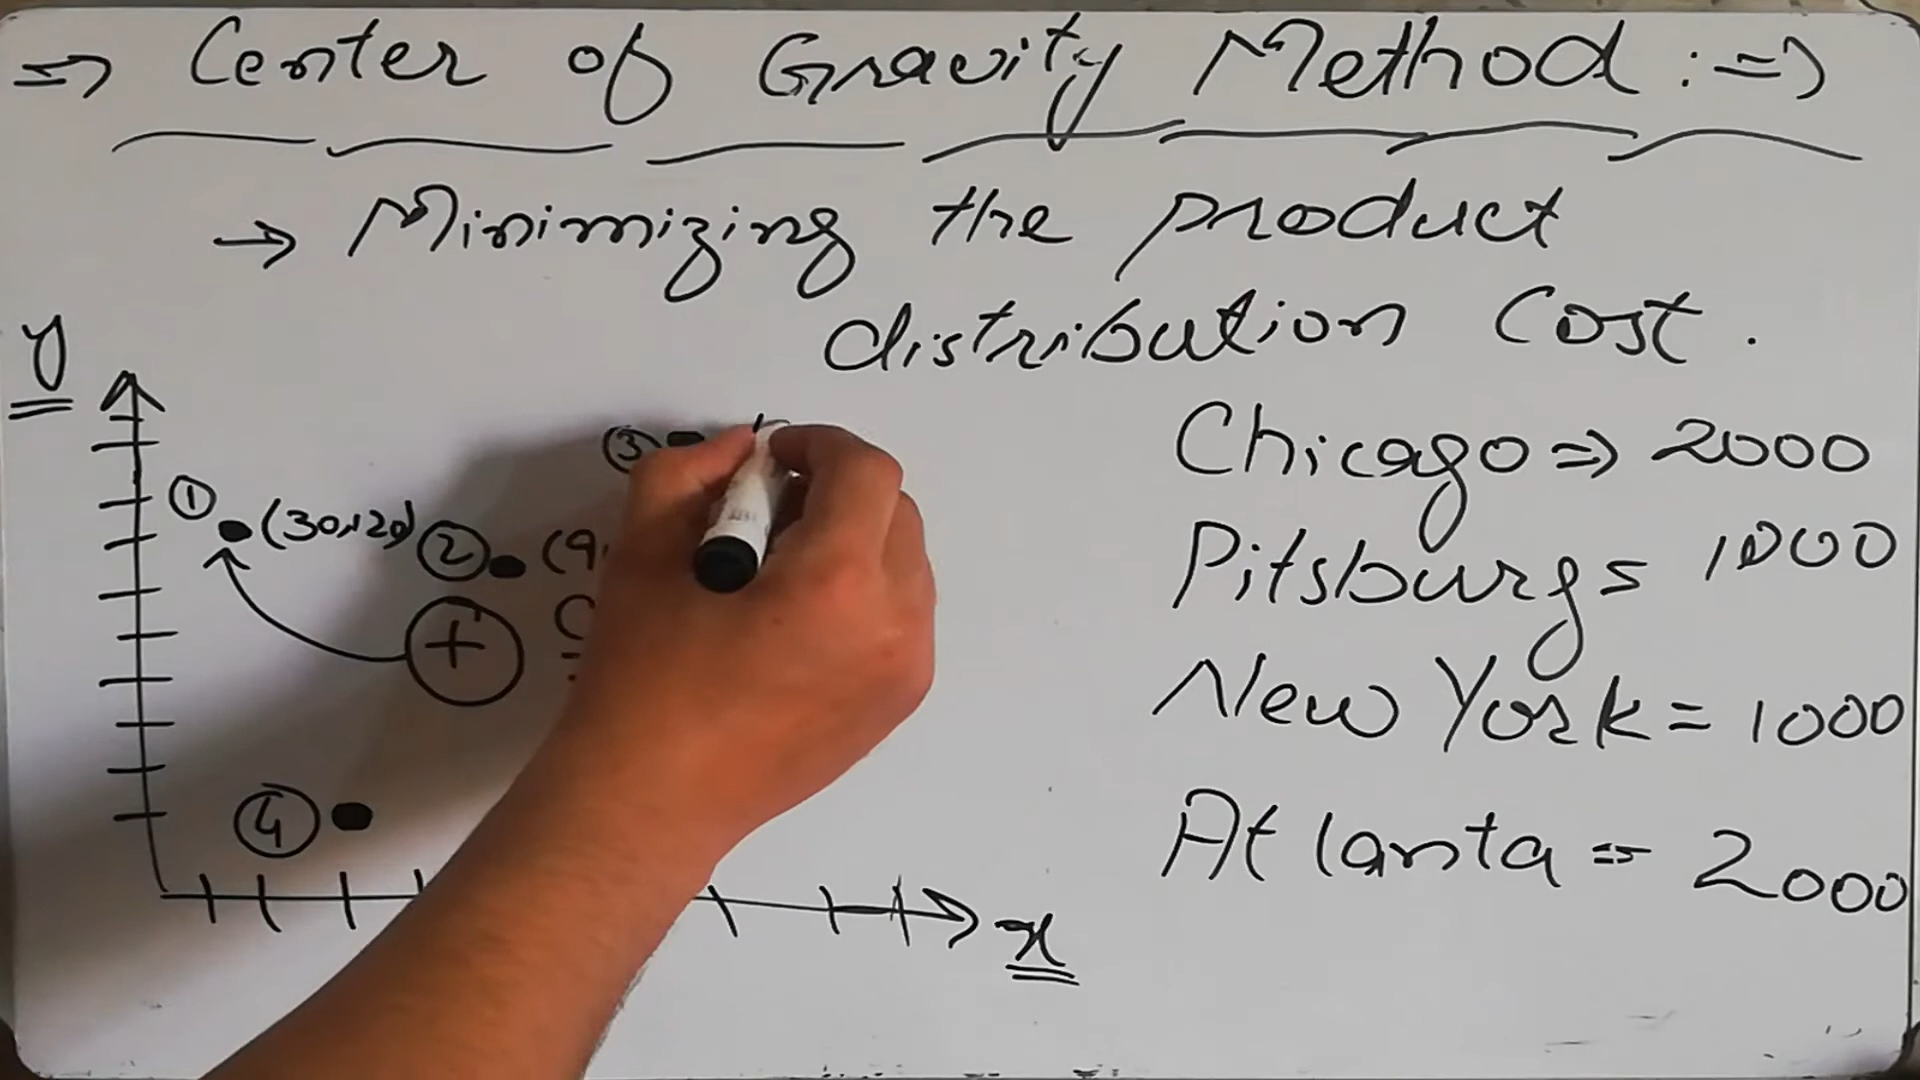 ⇒ Center of Gravity Method :⇒
→ Minimizing the product
distribution Cost.
y
Chicago ⇒ 2000
③
① (30,120)
② (9
Pitsburg = 1000
+
New York = 1000
④
Atlanta = 2000
x